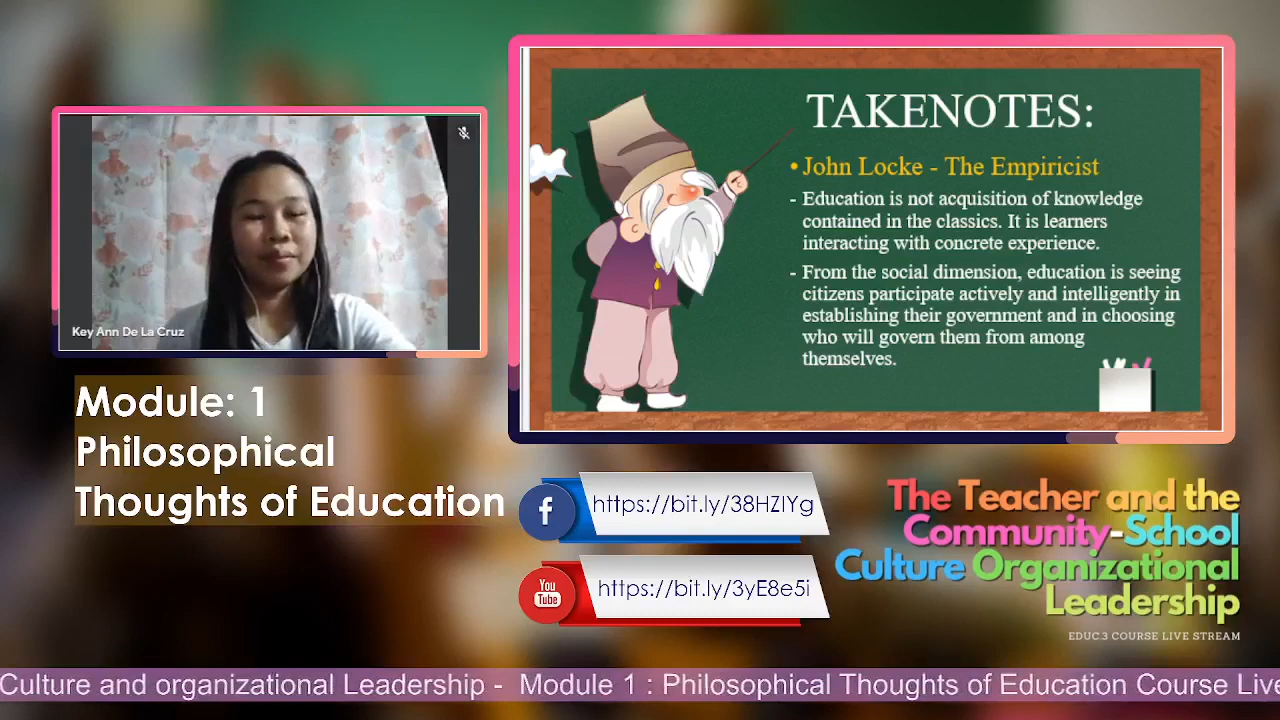 TAKENOTES:
• John Locke - The Empiricist
- Education is not acquisition of knowledge
contained in the classics. It is learners
interacting with concrete experience.
- From the social dimension, education is seeing
citizens participate actively and intelligently in
establishing their government and in choosing
who will govern them from among
themselves.
Key Ann De La Cruz
Module: 1
Philosophical
Thoughts of Education
f
https://bit.ly/38HZIYg
You
Tube
https://bit.ly/3yE8e5i
The Teacher and the
Community-School
Culture Organizational
Leadership
EDUC.3 COURSE LIVE STREAM
Culture and organizational Leadership - Module 1 : Philosophical Thoughts of Education Course Live